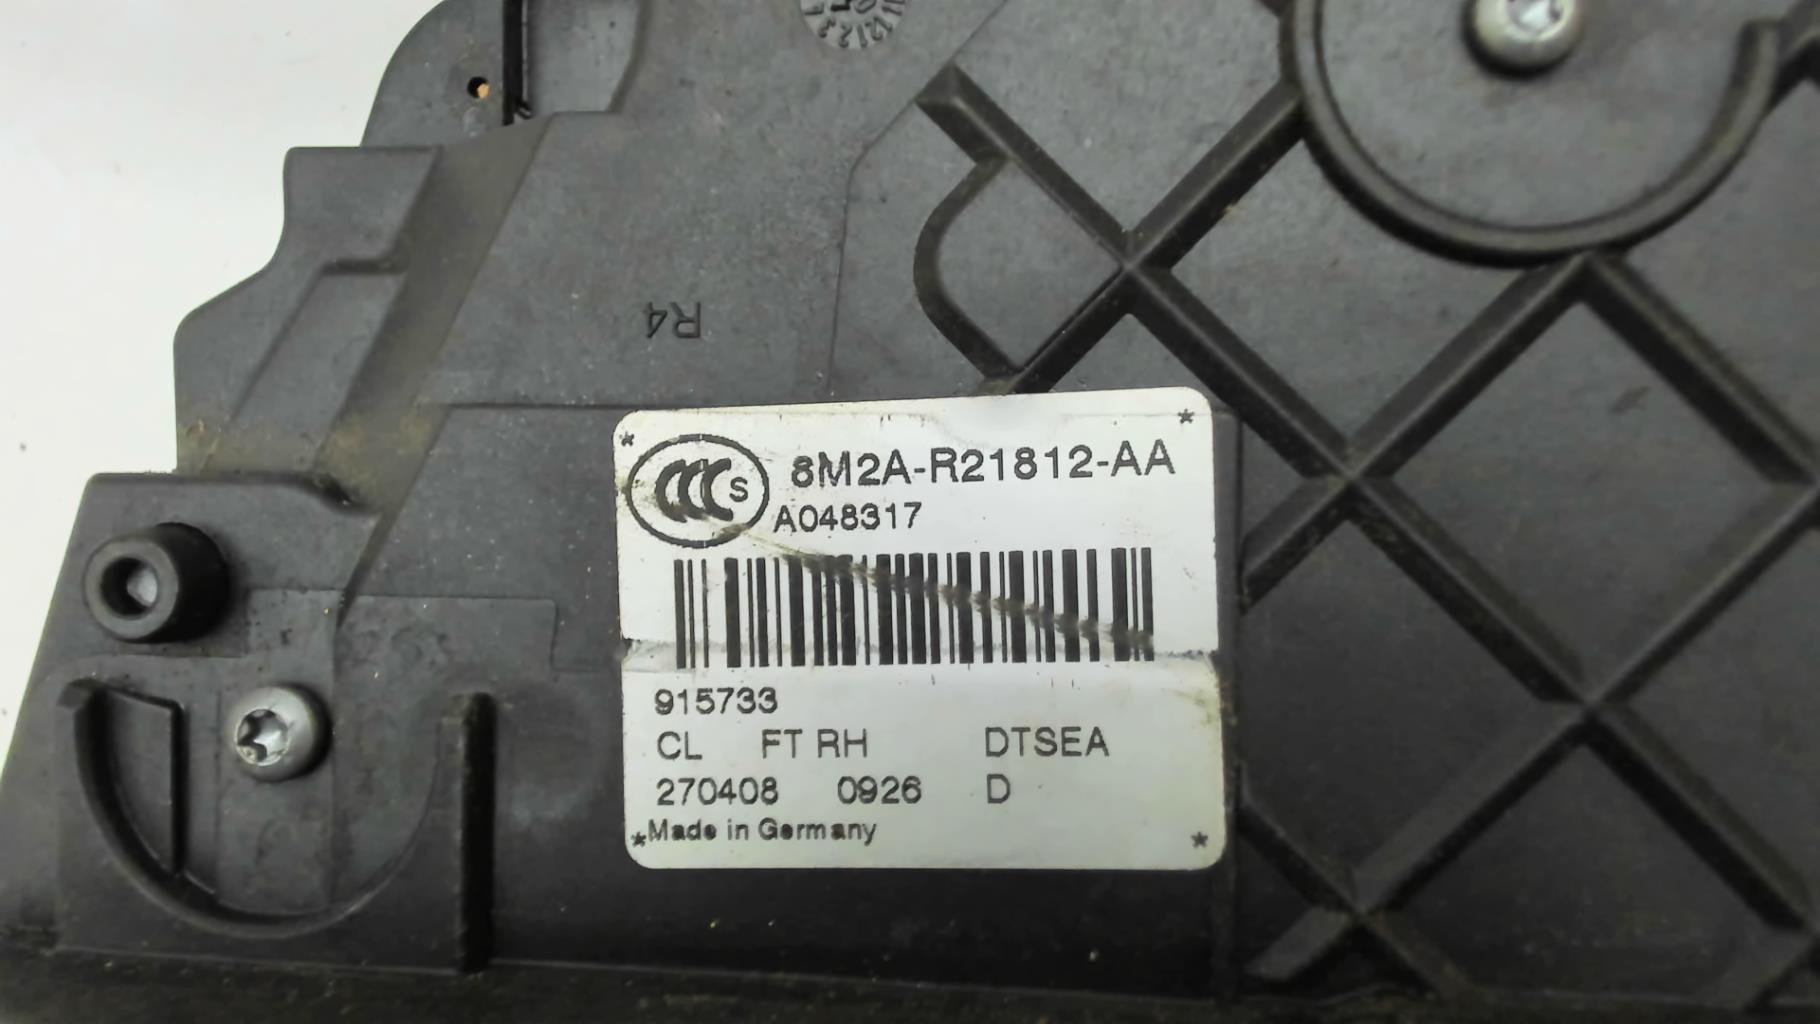 R4
CCC S
8M2A-R21812-AA
A048317
915733
CL FT RH DTSEA
270408 0926 D
Made in Germany